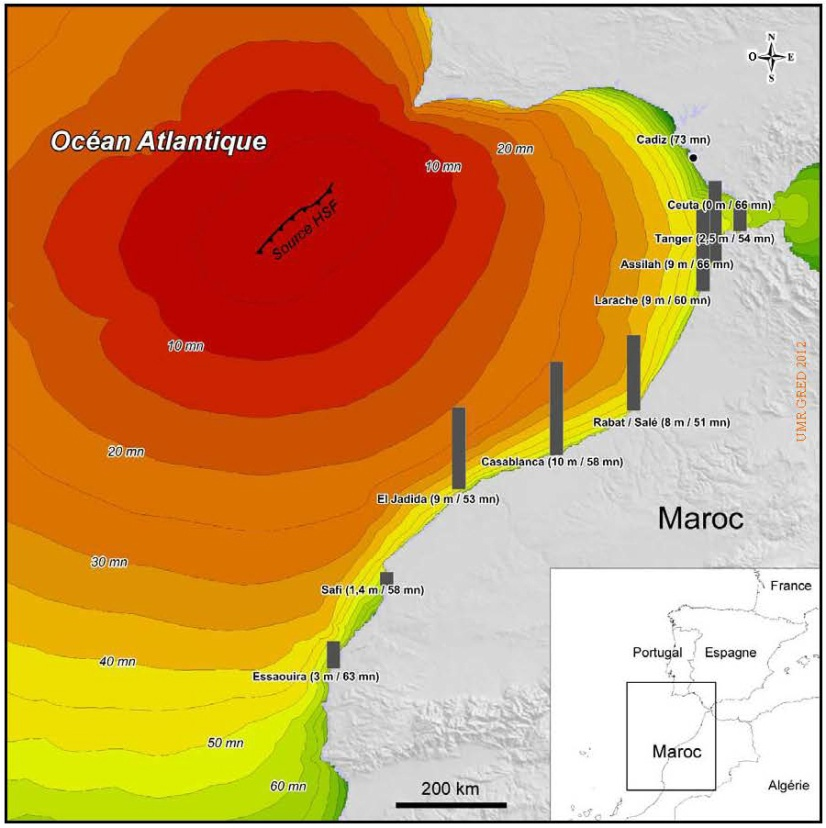 N
O E
S
Océan Atlantique
Cadiz (73 mn)
20 mn
10 mn
Source HSF
Ceuta (0 m / 66 mn)
Tanger (2,5 m / 54 mn)
Assilah (9 m / 66 mn)
Larache (9 m / 60 mn)
10 mn
UMR GRED 2012
Rabat / Salé (8 m / 51 mn)
20 mn
Casablanca (10 m / 58 mn)
El Jadida (9 m / 53 mn)
Maroc
30 mn
Safi (1,4 m / 58 mn)
France
40 mn
Portugal Espagne
Essaouira (3 m / 63 mn)
50 mn
Maroc
60 mn
200 km
Algérie